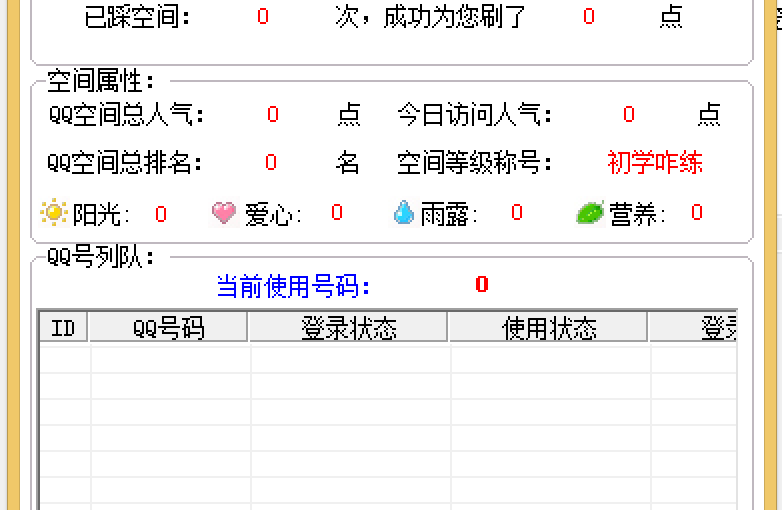 已踩空间： 0 次，成功为您刷了 0 点
空间属性：
QQ空间总人气： 0 点 今日访问人气： 0 点
QQ空间总排名： 0 名 空间等级称号： 初学咋练
阳光： 0 爱心： 0 雨露： 0 营养： 0
QQ号列队：
当前使用号码： 0
ID QQ号码 登录状态 使用状态 登